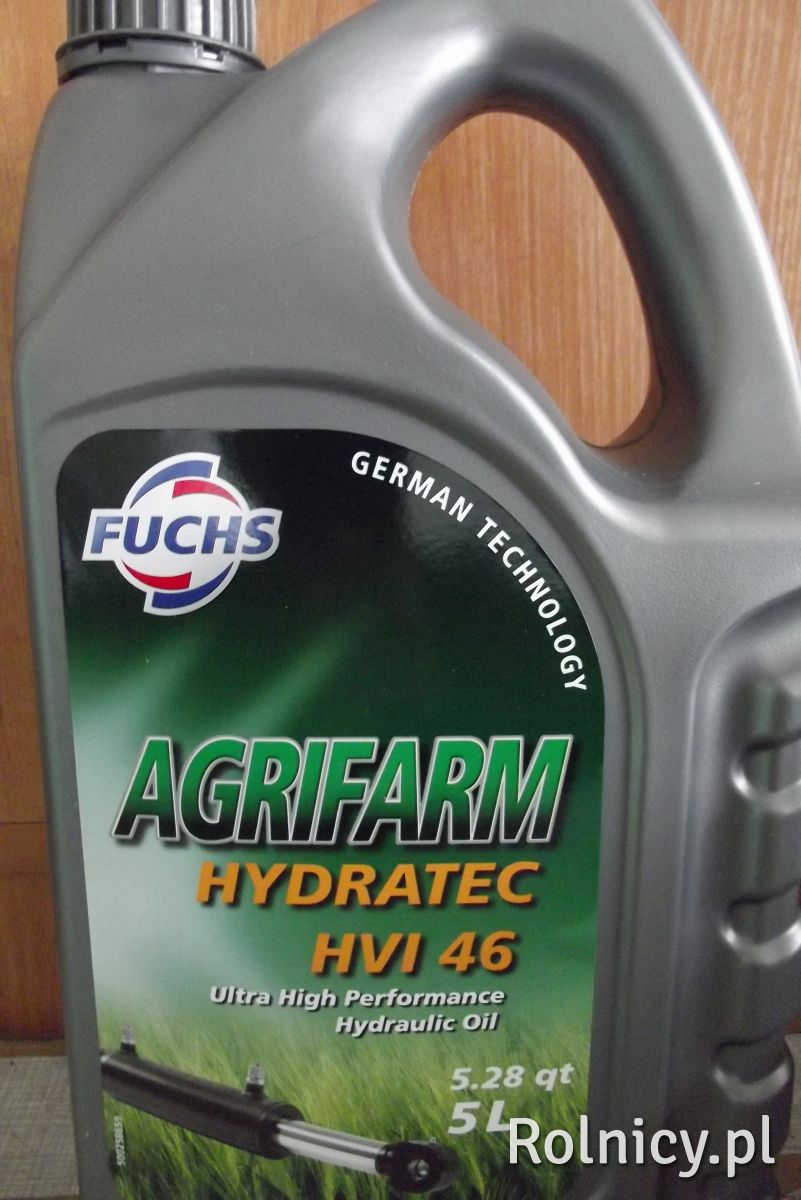 FUCHS
GERMAN TECHNOLOGY
AGRIFARM
HYDRATEC
HVI 46
Ultra High Performance
Hydraulic Oil
5.28 qt
5L
Rolnicy.pl